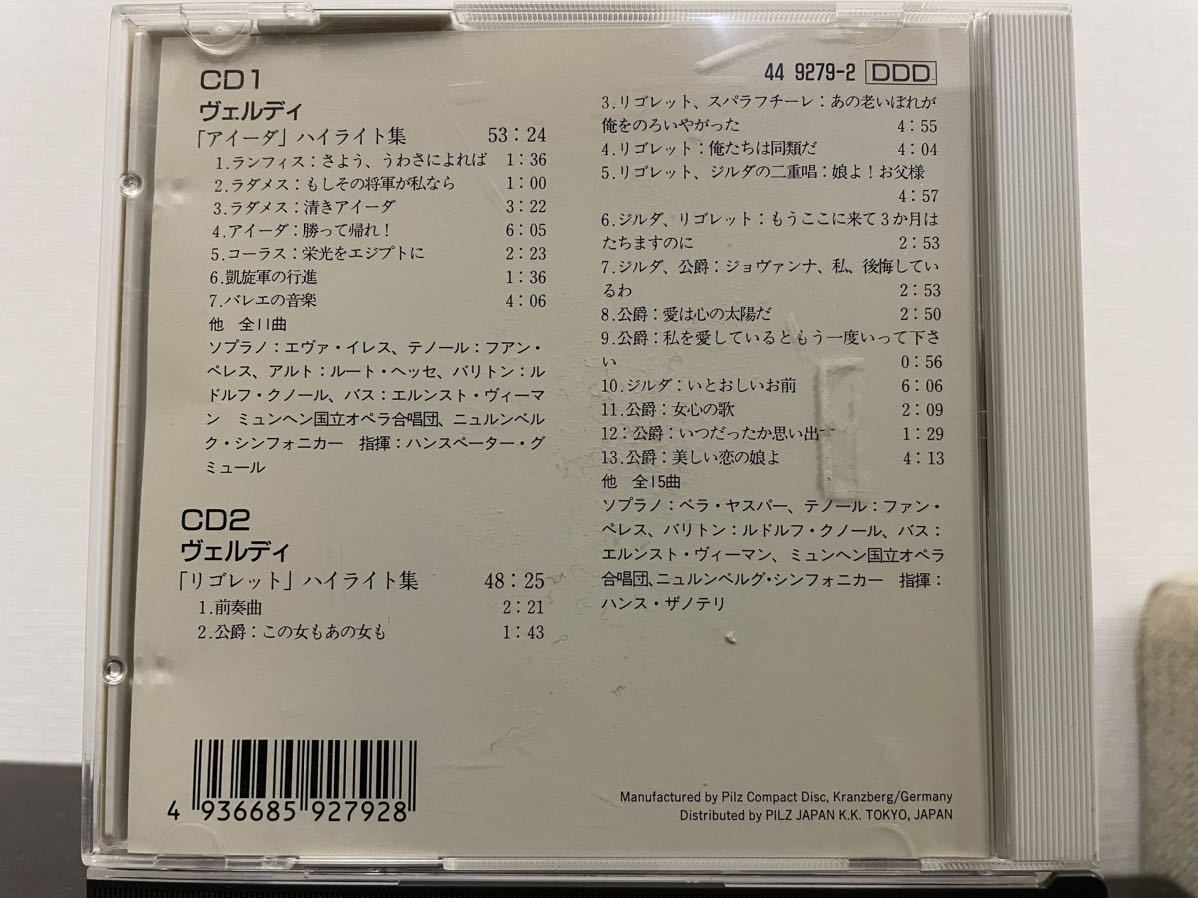 CD1
ヴェルディ
「アイーダ」ハイライト集 53:24
1.ランフィス:さよう、うわさによれば 1:36
2.ラダメス:もしその将軍が私なら 1:00
3.ラダメス:清きアイーダ 3:22
4.アイーダ:勝って帰れ! 6:05
5.コーラス:栄光をエジプトに 2:23
6.凱旋軍の行進 1:36
7.バレエの音楽 4:06
他 全11曲
ソプラノ:エヴァ・イレス、テノール:フアン・
ペレス、アルト:ルート・ヘッセ、バリトン:ル
ドルフ・クノール、バス:エルンスト・ヴィーマ
ン ミュンヘン国立オペラ合唱団、ニュルンベル
ク・シンフォニカー 指揮:ハンスペーター・グ
ミュール
CD2
ヴェルディ
「リゴレット」ハイライト集 48:25
1.前奏曲 2:21
2.公爵:この女もあの女も 1:43
44 9279-2 DDD
3.リゴレット、スパラフチーレ:あの老いぼれが
俺をのろいやがった 4:55
4.リゴレット:俺たちは同類だ 4:04
5.リゴレット、ジルダの二重唱:娘よ!お父様
4:57
6.ジルダ、リゴレット:もうここに来て3か月は
たちますのに 2:53
7.ジルダ、公爵:ジョヴァンナ、私、後悔してい
るわ 2:53
8.公爵:愛は心の太陽だ 2:50
9.公爵:私を愛しているともう一度いって下さ
い 0:56
10.ジルダ:いとおしいお前 6:06
11.公爵:女心の歌 2:09
12:公爵:いつだったか思い出す 1:29
13.公爵:美しい恋の娘よ 4:13
他 全15曲
ソプラノ:ベラ・ヤスパー、テノール:ファン・
ペレス、バリトン:ルドルフ・クノール、バス:
エルンスト・ヴィーマン、ミュンヘン国立オペラ
合唱団、ニュルンベルグ・シンフォニカー 指揮:
ハンス・ザノテリ
4 936685 927928
Manufactured by Pilz Compact Disc, Kranzberg/Germany
Distributed by PILZ JAPAN K.K. TOKYO, JAPAN